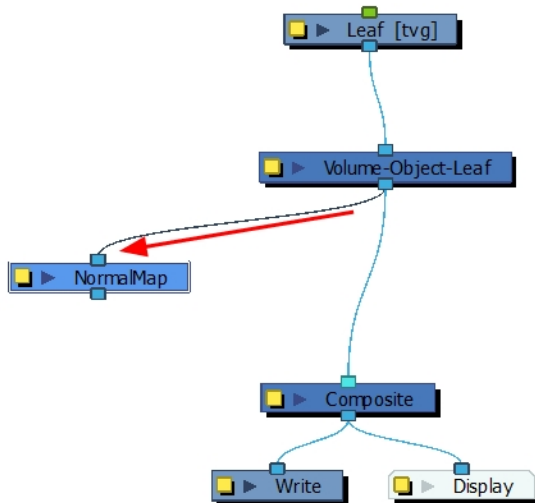 Leaf [tvg]
Volume-Object-Leaf
NormalMap
Composite
Write
Display